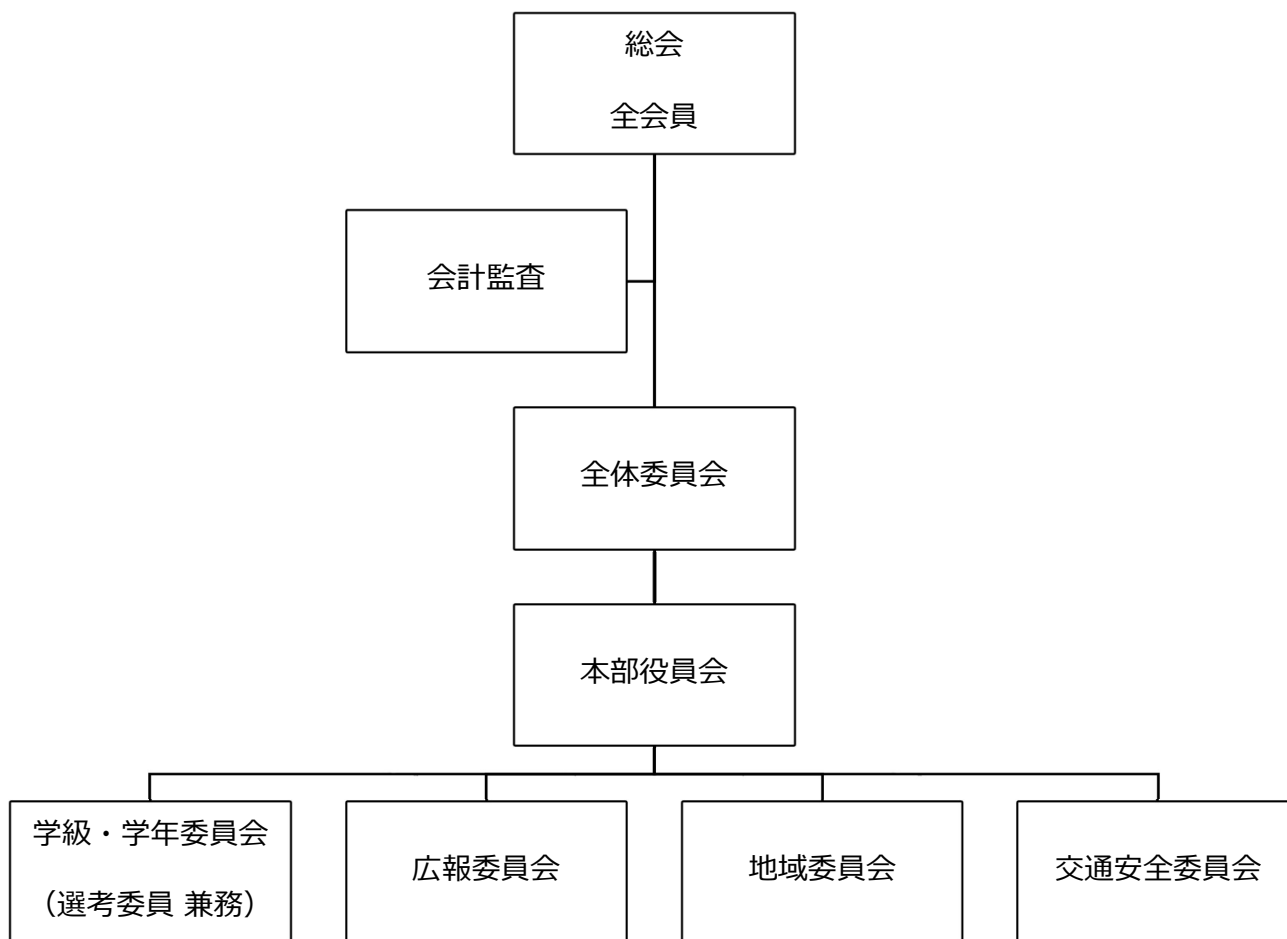 総会
全会員
会計監査
全体委員会
本部役員会
学級・学年委員会
（選考委員 兼務）
広報委員会
地域委員会
交通安全委員会